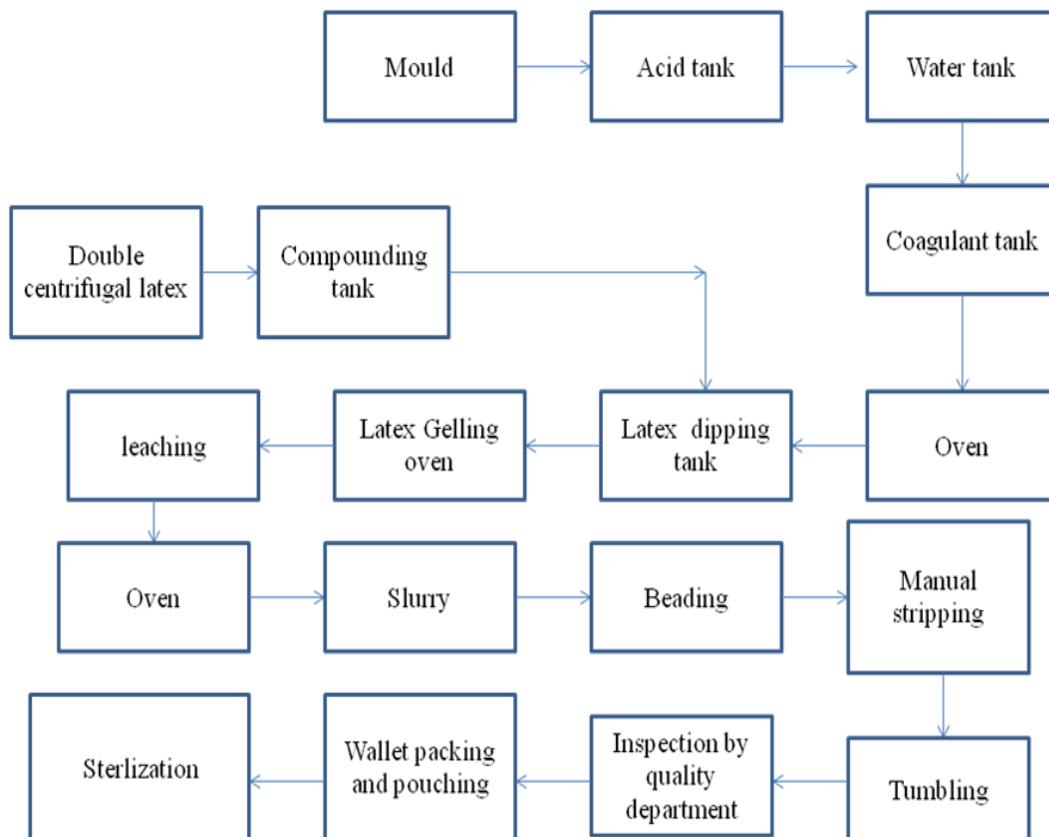 Mould
Acid tank
Water tank
Coagulant tank
Double
centrifugal latex
Compounding
tank
leaching
Latex Gelling
oven
Latex dipping
tank
Oven
Oven
Slurry
Beading
Manual
stripping
Sterlization
Wallet packing
and pouching
Inspection by
quality
department
Tumbling